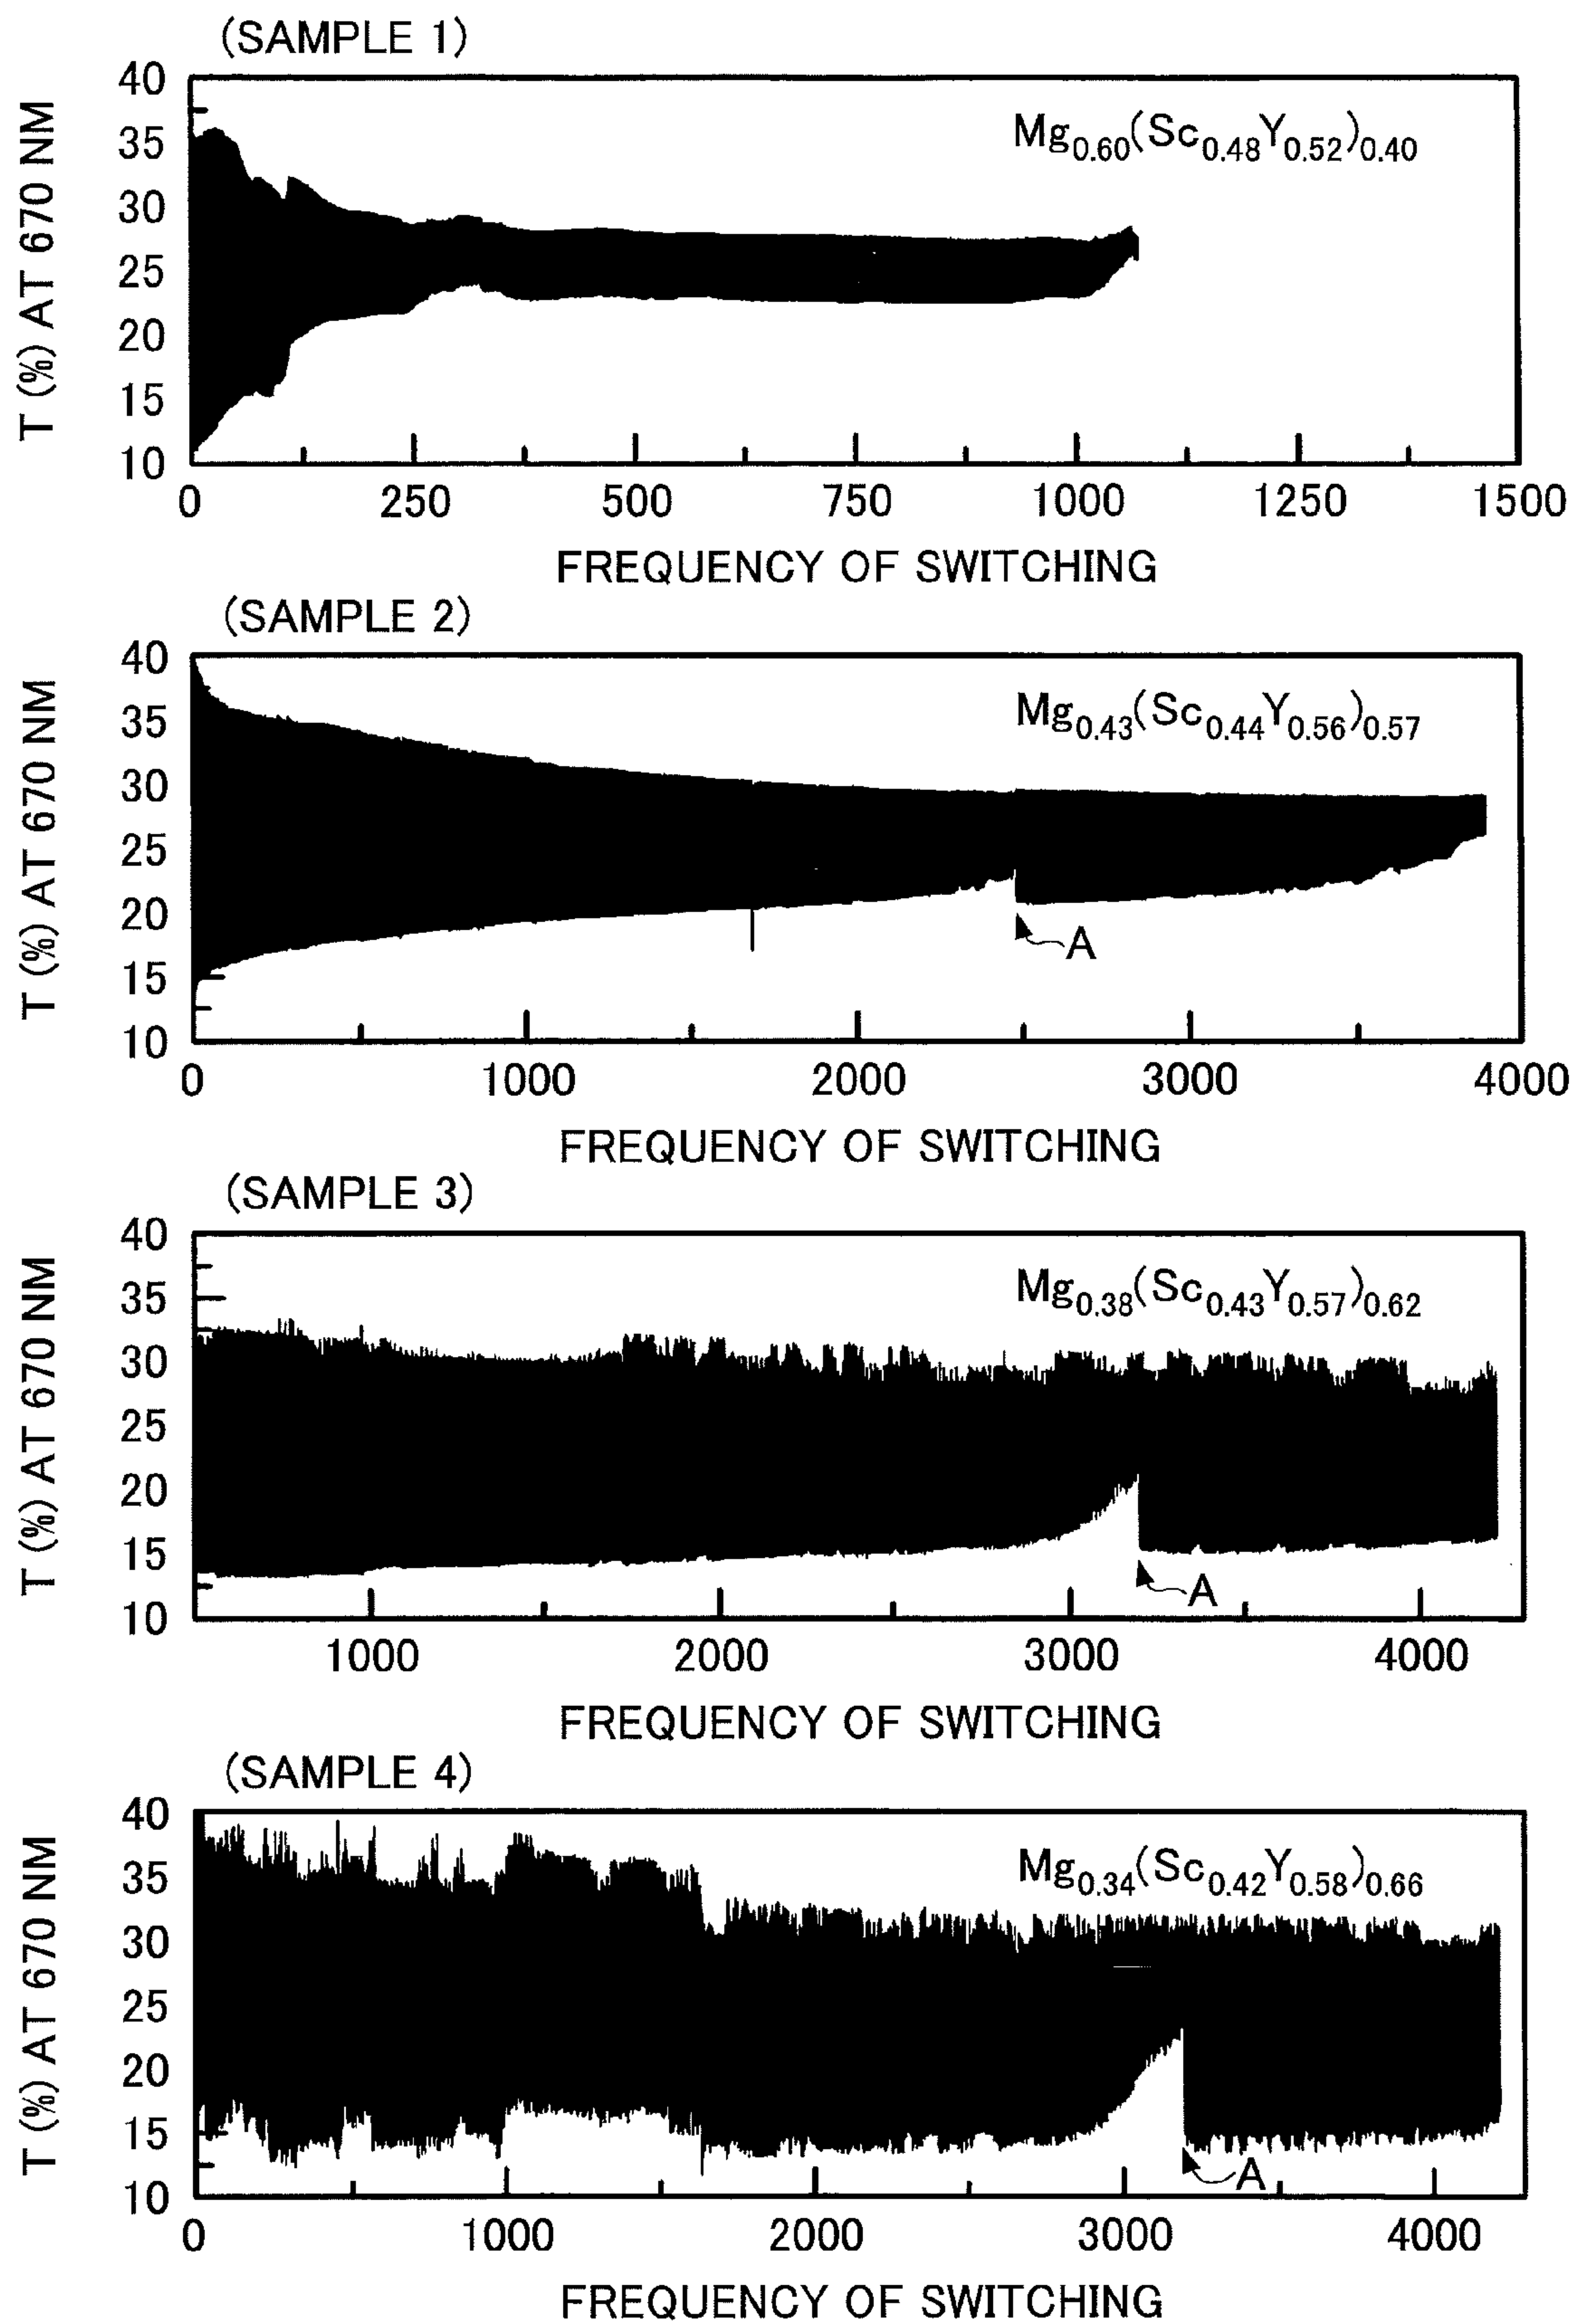 (SAMPLE 1)
T (%) AT 670 NM
40
35
30
25
20
15
10
Mg0.60(Sc0.48Y0.52)0.40
0 250 500 750 1000 1250 1500
FREQUENCY OF SWITCHING
(SAMPLE 2)
T (%) AT 670 NM
40
35
30
25
20
15
10
Mg0.43(Sc0.44Y0.56)0.57
A
0 1000 2000 3000 4000
FREQUENCY OF SWITCHING
(SAMPLE 3)
T (%) AT 670 NM
40
35
30
25
20
15
10
Mg0.38(Sc0.43Y0.57)0.62
A
1000 2000 3000 4000
FREQUENCY OF SWITCHING
(SAMPLE 4)
T (%) AT 670 NM
40
35
30
25
20
15
10
Mg0.34(Sc0.42Y0.58)0.66
A
0 1000 2000 3000 4000
FREQUENCY OF SWITCHING